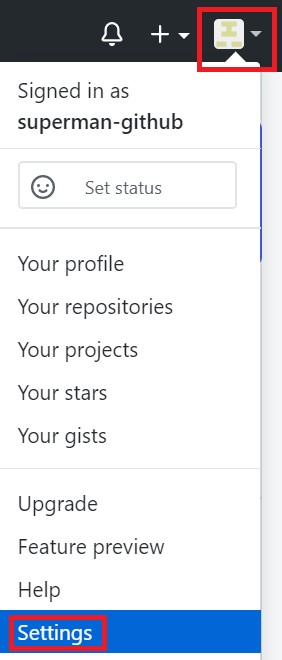 Signed in as
superman-github
Set status
Your profile
Your repositories
Your projects
Your stars
Your gists
Upgrade
Feature preview
Help
Settings